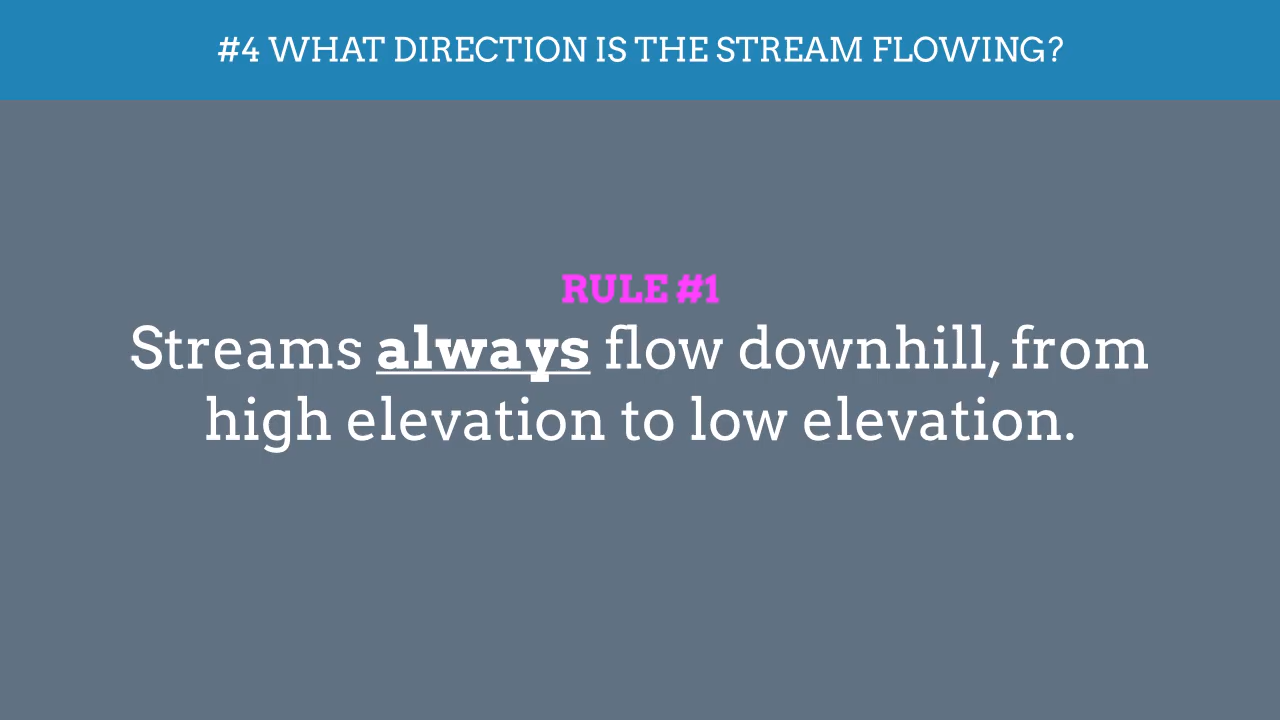 #4 WHAT DIRECTION IS THE STREAM FLOWING?
RULE #1
Streams always flow downhill, from
high elevation to low elevation.